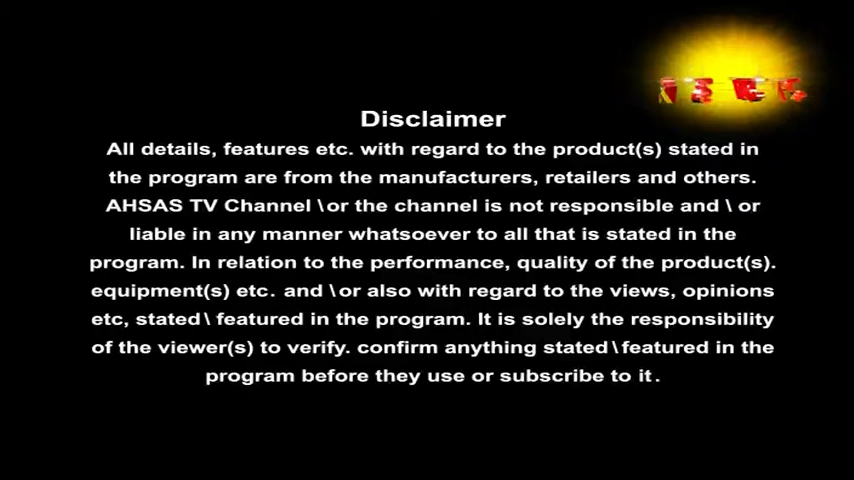 Disclaimer
All details, features etc. with regard to the product(s) stated in
the program are from the manufacturers, retailers and others.
AHSAS TV Channel \or the channel is not responsible and \ or
liable in any manner whatsoever to all that is stated in the
program. In relation to the performance, quality of the product(s).
equipment(s) etc. and \or also with regard to the views, opinions
etc, stated\ featured in the program. It is solely the responsibility
of the viewer(s) to verify. confirm anything stated\featured in the
program before they use or subscribe to it.